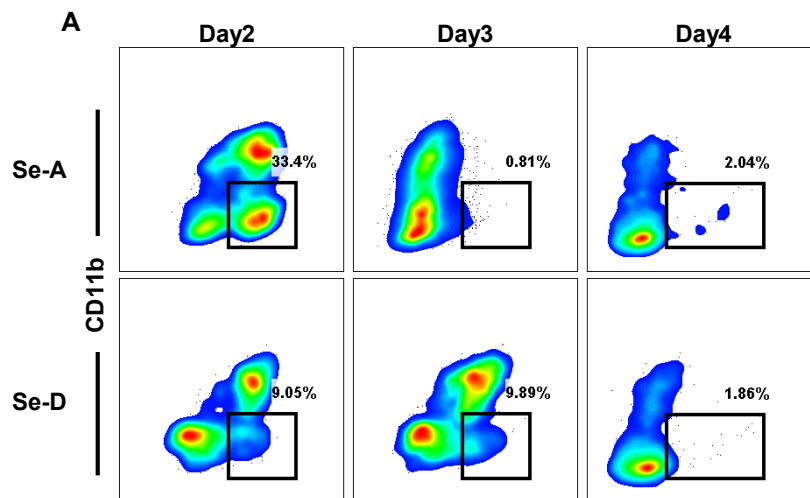 A
Day2 Day3 Day4
Se-A
33.4% 0.81% 2.04%
CD11b
Se-D
9.05% 9.89% 1.86%